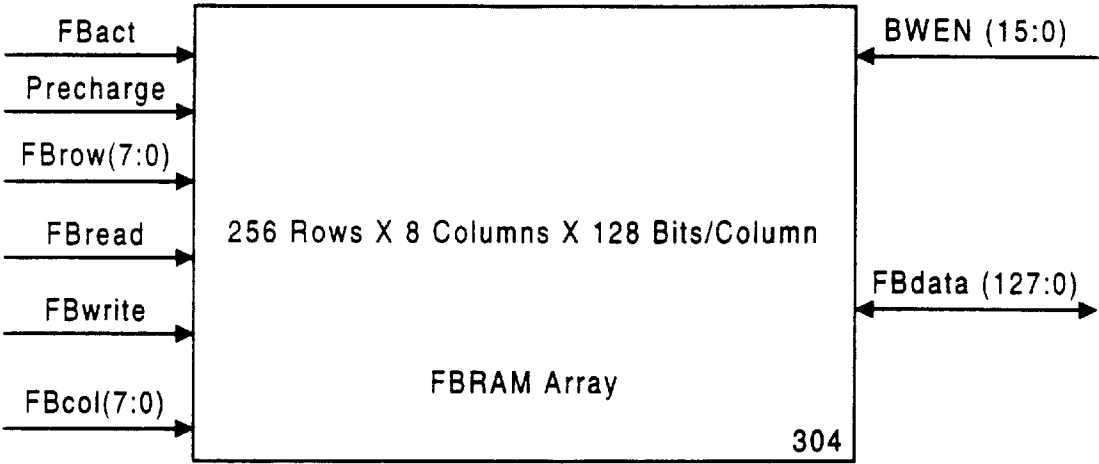 FBact
BWEN (15:0)
Precharge
FBrow(7:0)
FBread
256 Rows X 8 Columns X 128 Bits/Column
FBdata (127:0)
FBwrite
FBRAM Array
FBcol(7:0)
304